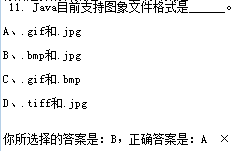 11. Java目前支持图象文件格式是______。
A、.gif和.jpg
B、.bmp和.jpg
C、.gif和.bmp
D、.tiff和.jpg
你所选择的答案是：B，正确答案是：A ×